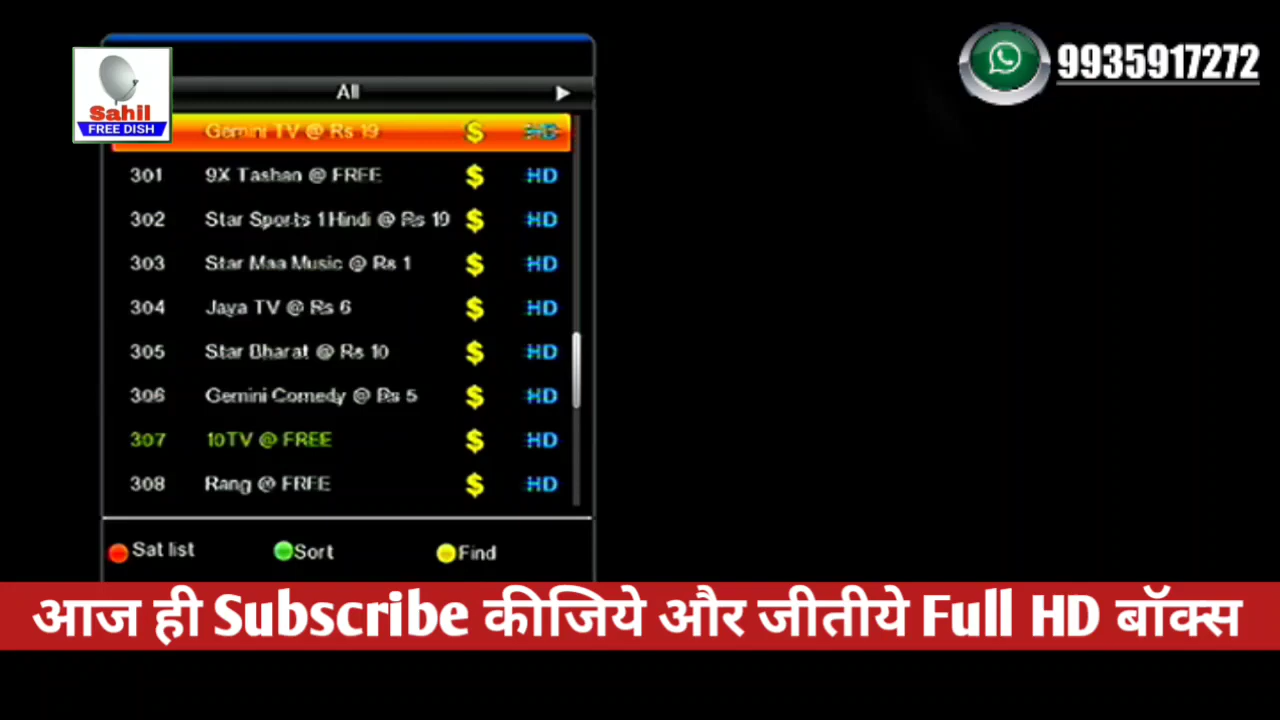 9935917272
Sahil
FREE DISH
All
Gemini TV @ Rs 19 $ HD
301 9X Tashan @ FREE $ HD
302 Star Sports 1 Hindi @ Rs 19 $ HD
303 Star Maa Music @ Rs 1 $ HD
304 Jaya TV @ Rs 6 $ HD
305 Star Bharat @ Rs 10 $ HD
306 Gemini Comedy @ Rs 5 $ HD
307 10TV @ FREE $ HD
308 Rang @ FREE $ HD
Sat list Sort Find
आज ही Subscribe कीजिये और जीतीये Full HD बॉक्स